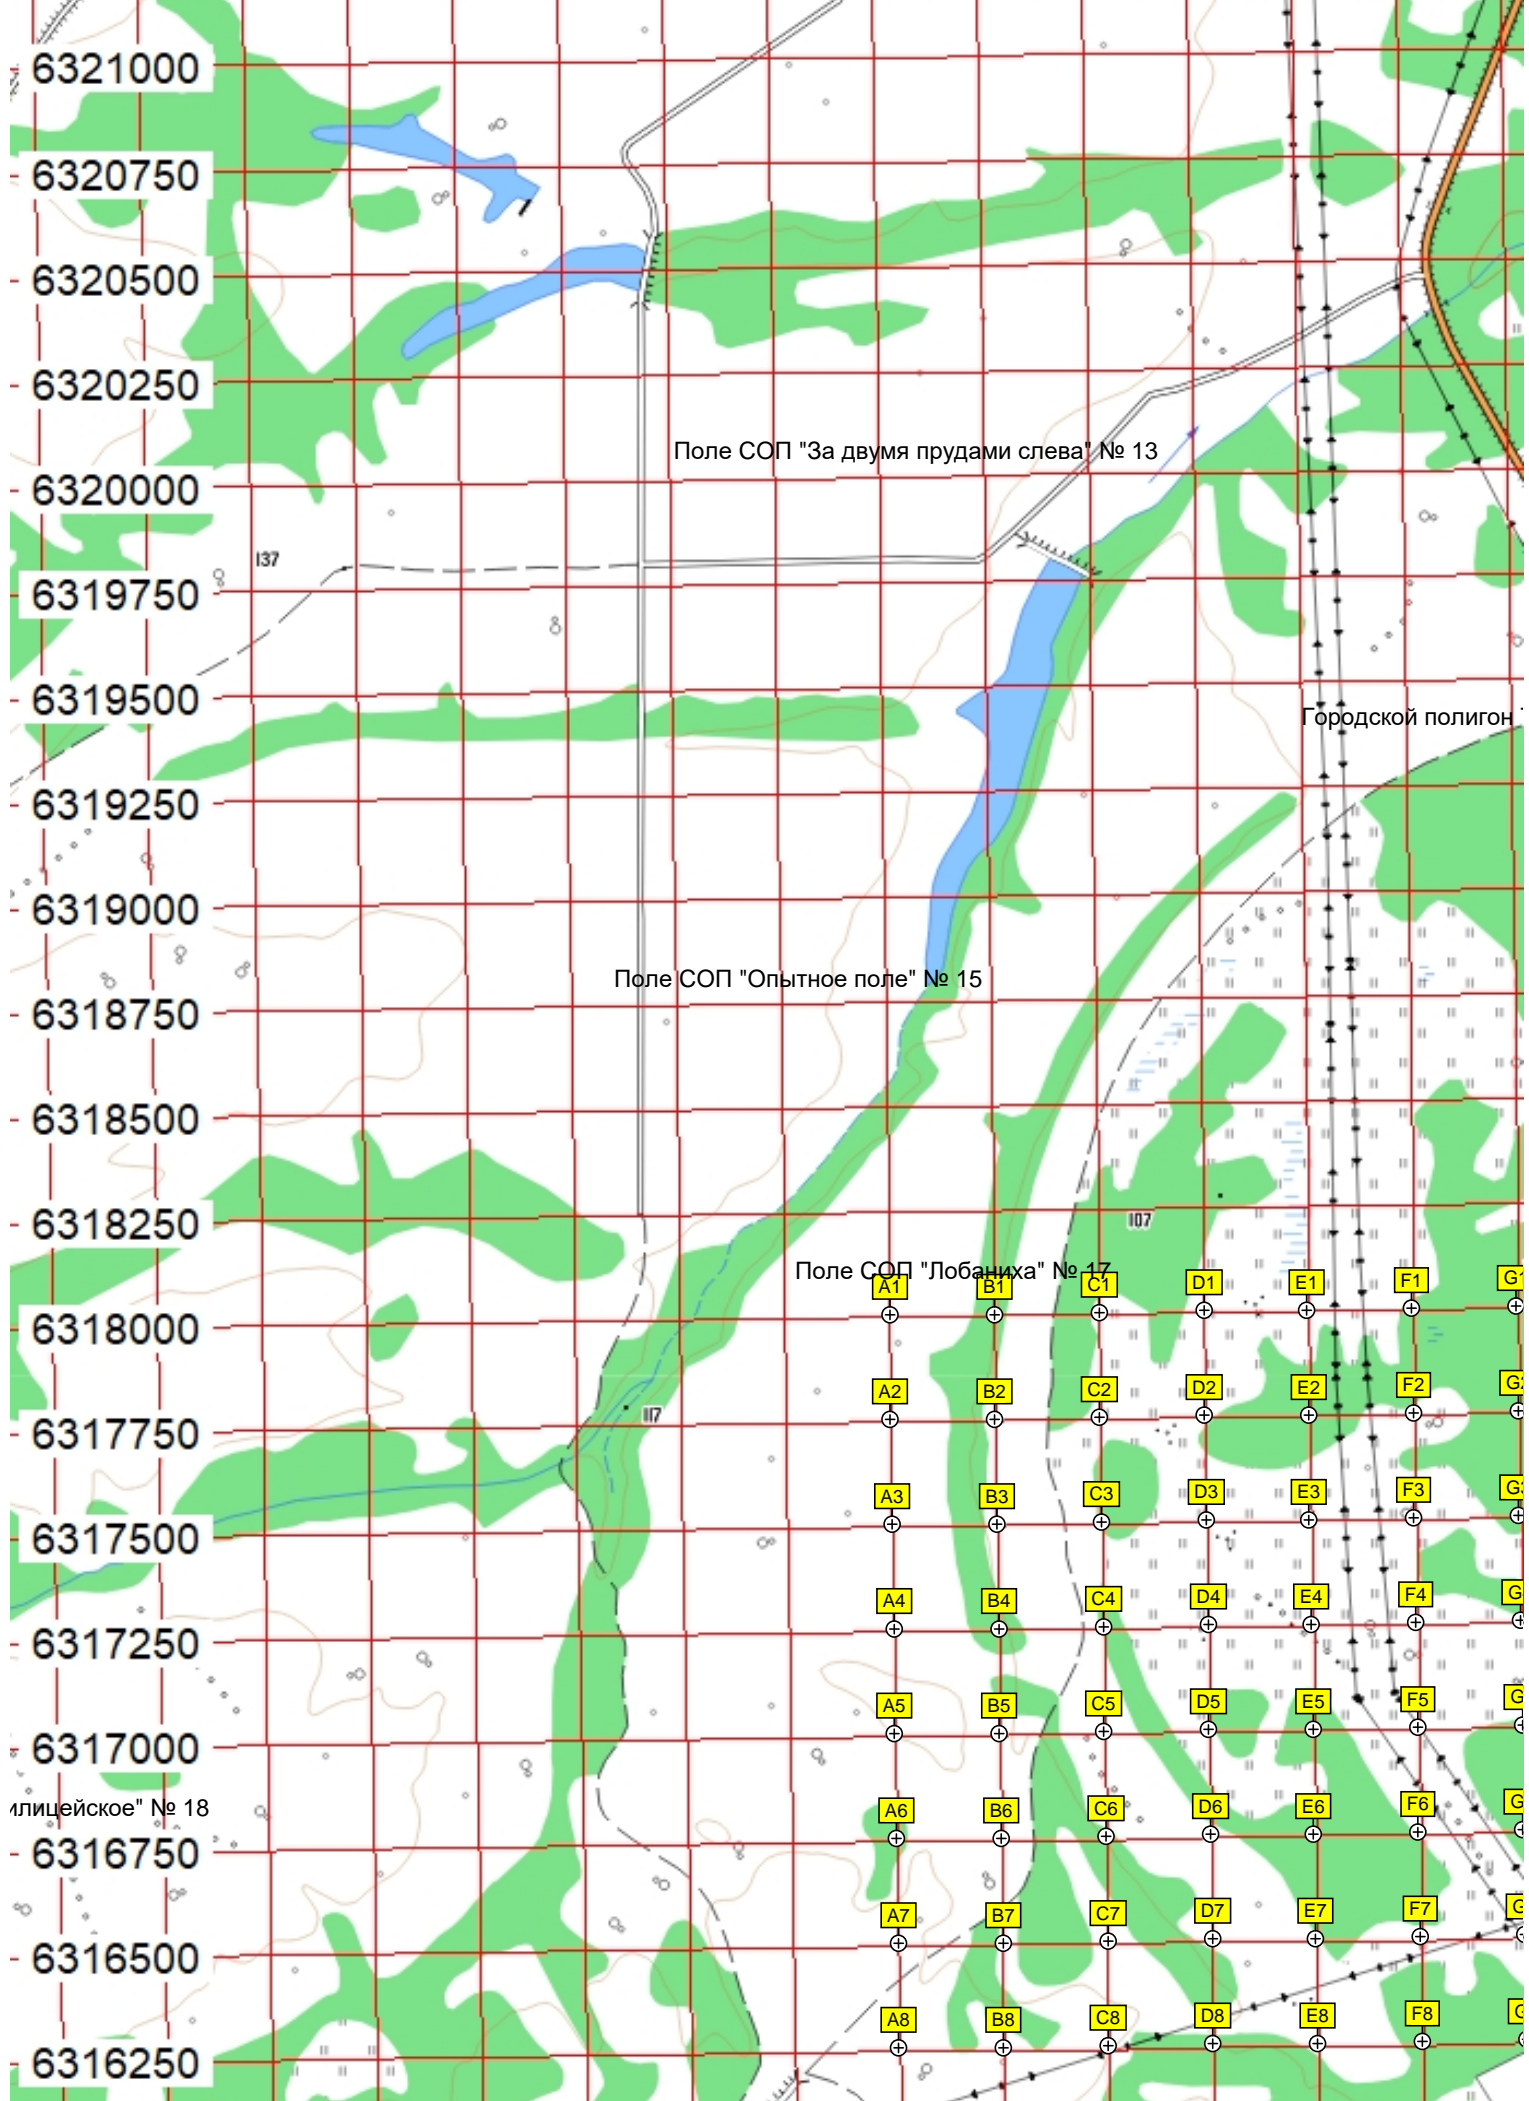 6321000
6320750
6320500
6320250
Поле СОП "За двумя прудами слева" № 13
6320000
137
6319750
6319500
Городской полигон
6319250
6319000
Поле СОП "Опытное поле" № 15
6318750
6318500
6318250
107
Поле СОП "Лобаниха" № 17
A1 B1 C1 D1 E1 F1 G1
6318000
A2 B2 C2 D2 E2 F2 G2
117
6317750
A3 B3 C3 D3 E3 F3 G3
6317500
A4 B4 C4 D4 E4 F4 G
6317250
A5 B5 C5 D5 E5 F5 G
6317000
илицейское" № 18
A6 B6 C6 D6 E6 F6 G
6316750
A7 B7 C7 D7 E7 F7 G
6316500
A8 B8 C8 D8 E8 F8 G
6316250